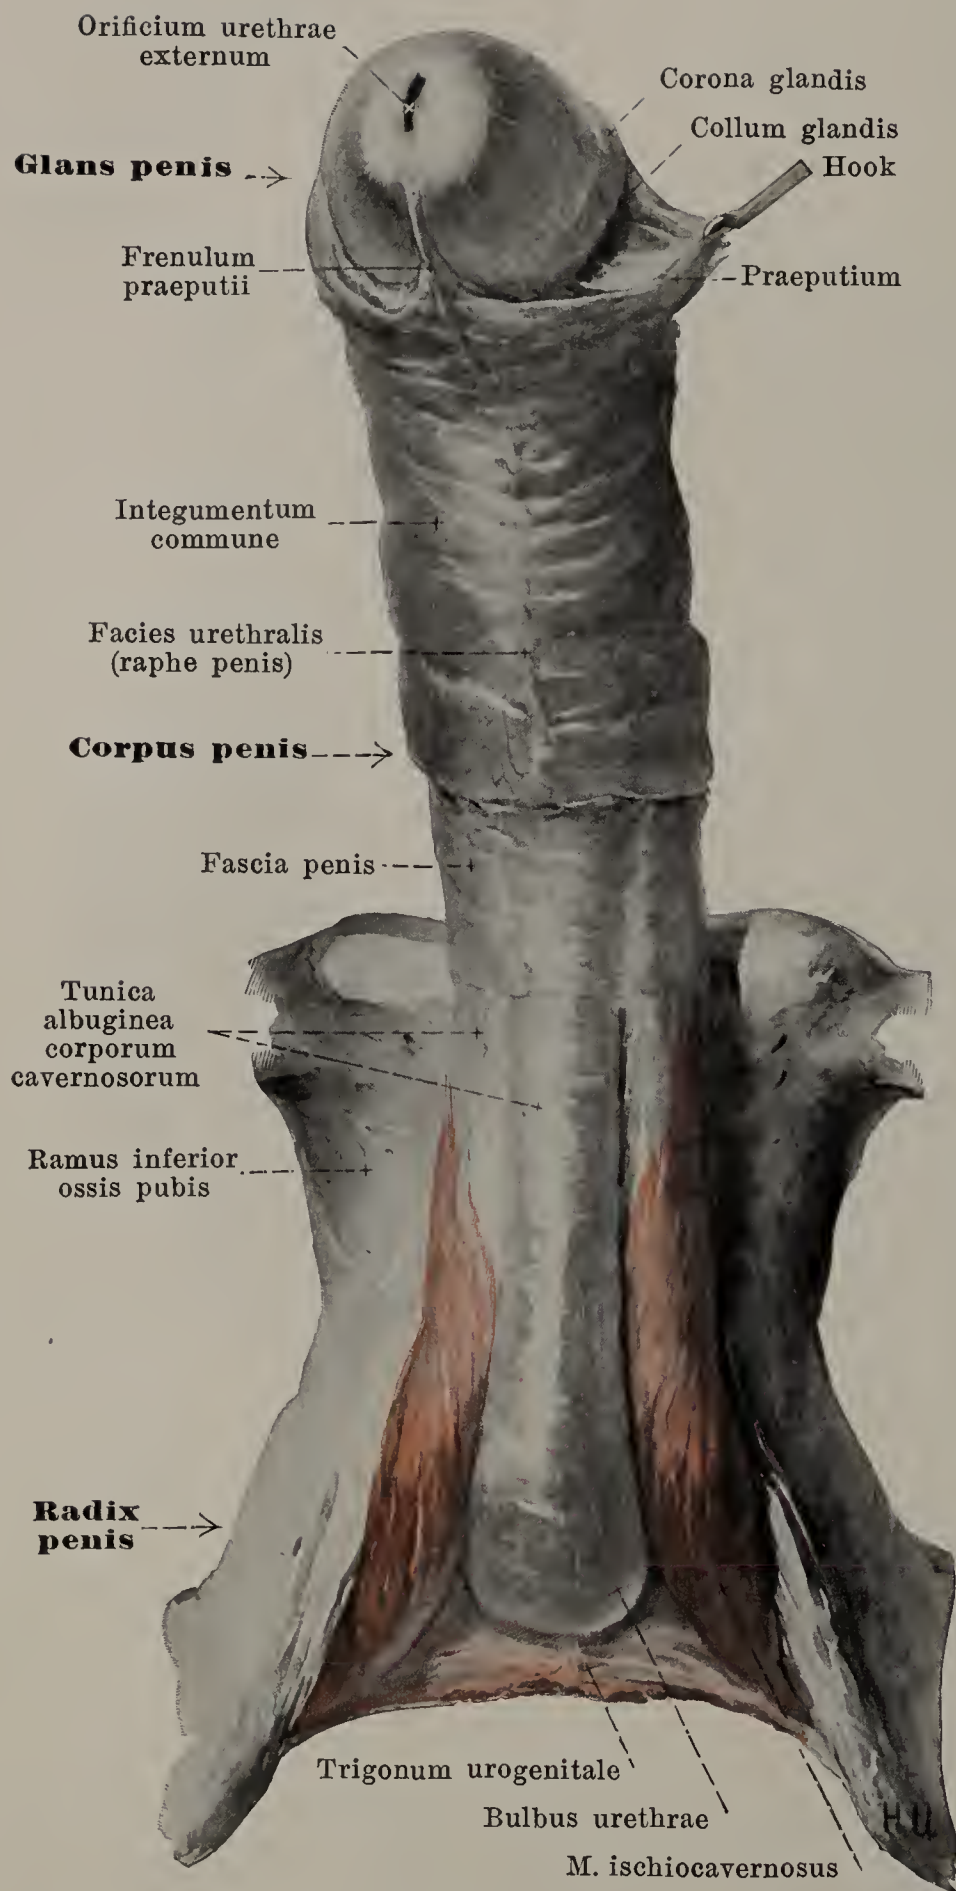 Orificium urethrae
externum
Corona glandis
Collum glandis
Glans penis
Hook
Frenulum
praeputii
Praeputium
Integumentum
commune
Facies urethralis
(raphe penis)
Corpus penis
Fascia penis
Tunica
albuginea
corporum
cavernosorum
Ramus inferior
ossis pubis
Radix
penis
Trigonum urogenitale
Bulbus urethrae
M. ischiocavernosus
H.U